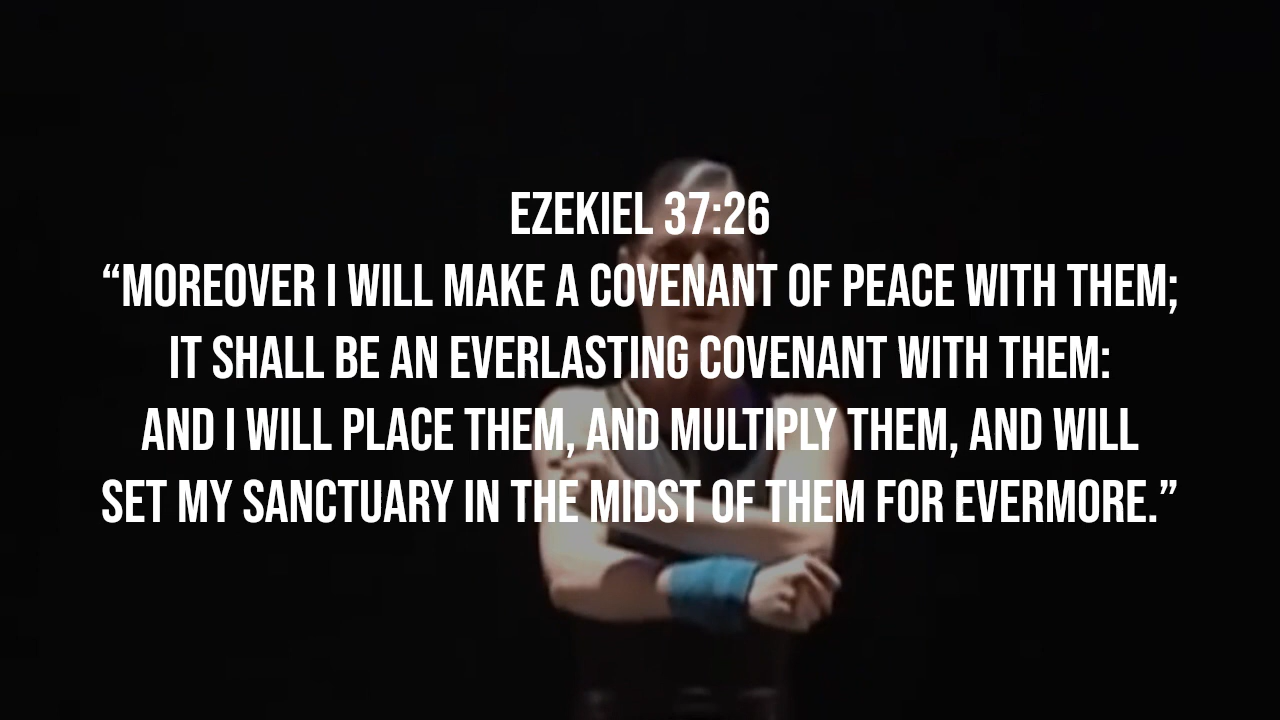 EZEKIEL 37:26
“MOREOVER I WILL MAKE A COVENANT OF PEACE WITH THEM;
IT SHALL BE AN EVERLASTING COVENANT WITH THEM:
AND I WILL PLACE THEM, AND MULTIPLY THEM, AND WILL
SET MY SANCTUARY IN THE MIDST OF THEM FOR EVERMORE.”